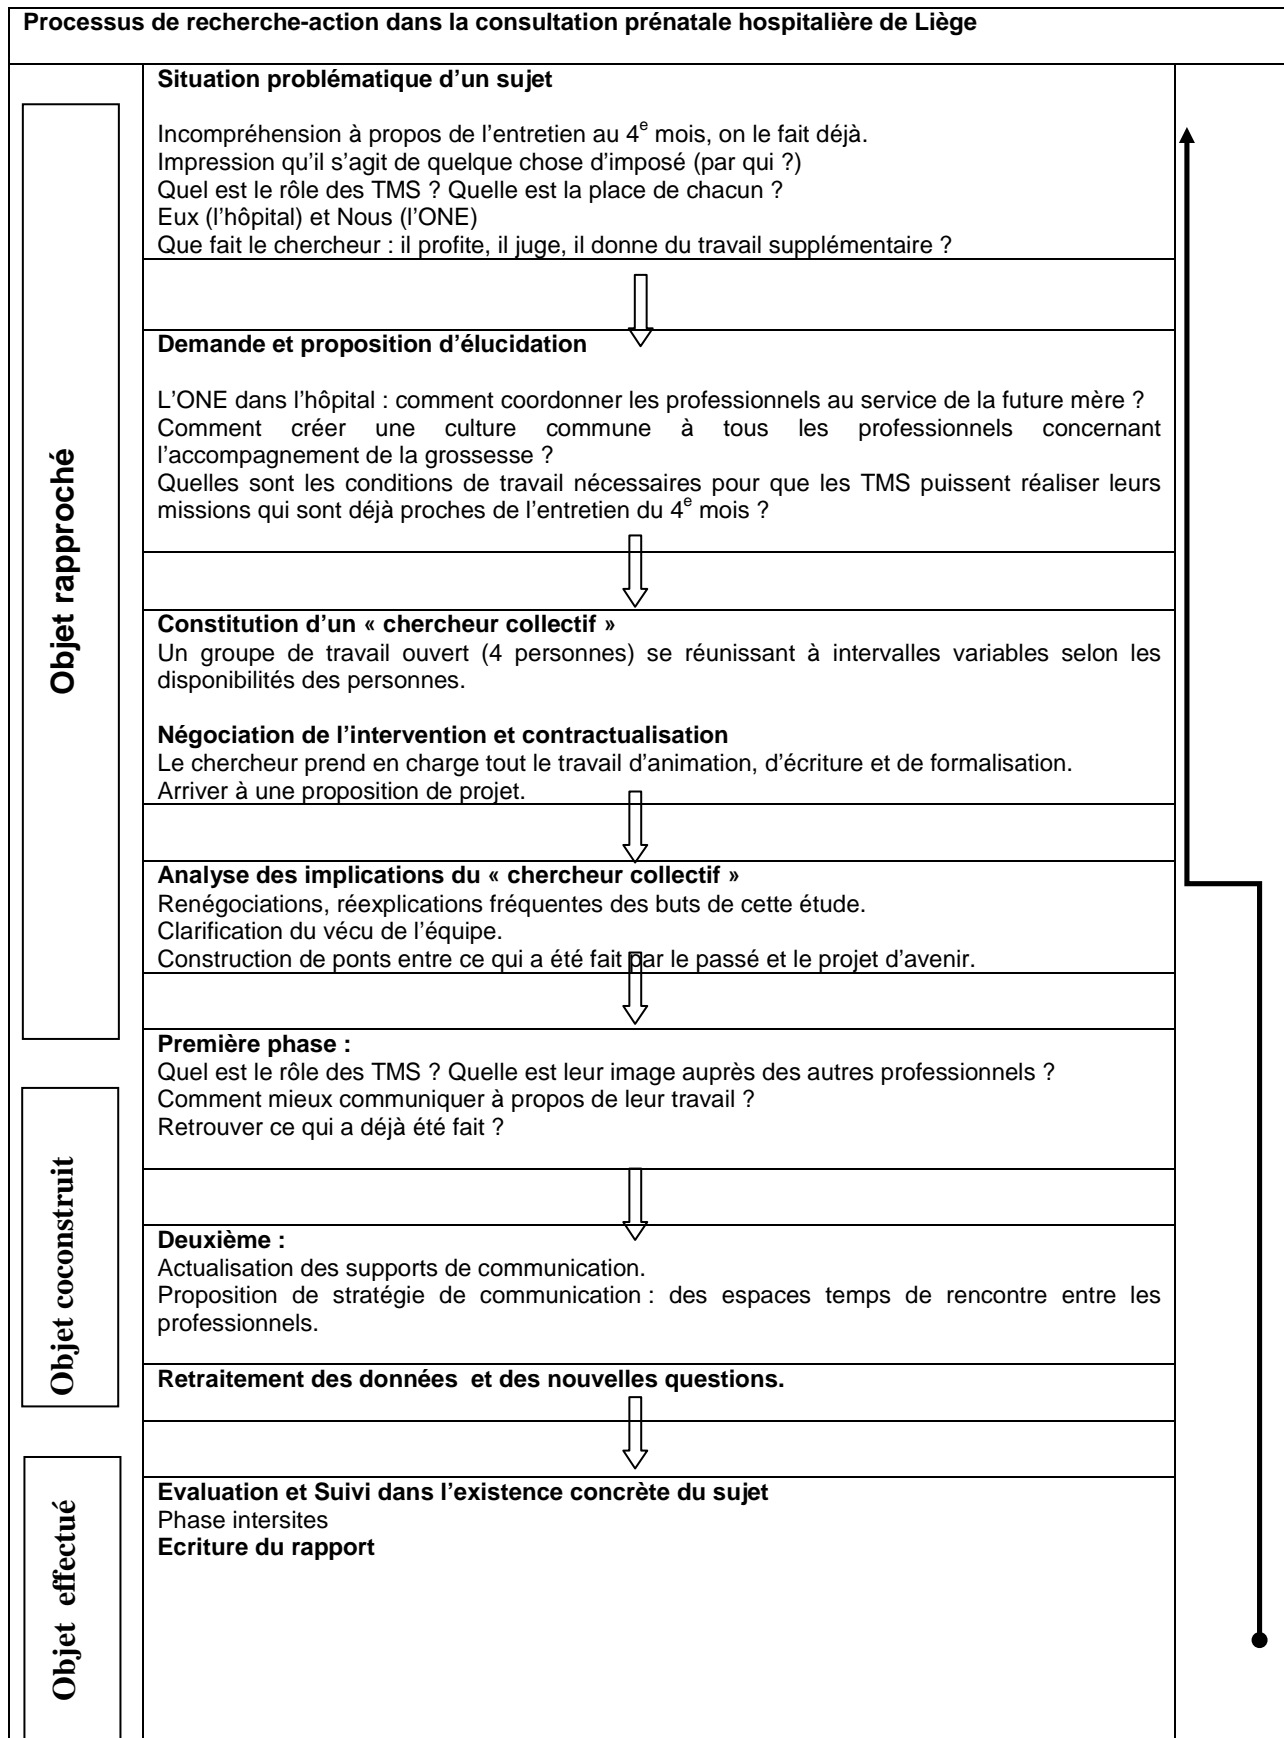 Processus de recherche-action dans la consultation prénatale hospitalière de Liège
Objet rapproché
Situation problématique d'un sujet
Incompréhension à propos de l'entretien au 4e mois, on le fait déjà.
Impression qu'il s'agit de quelque chose d'imposé (par qui ?)
Quel est le rôle des TMS ? Quelle est la place de chacun ?
Eux (l'hôpital) et Nous (l'ONE)
Que fait le chercheur : il profite, il juge, il donne du travail supplémentaire ?
Demande et proposition d'élucidation
L'ONE dans l'hôpital : comment coordonner les professionnels au service de la future mère ?
Comment créer une culture commune à tous les professionnels concernant
l'accompagnement de la grossesse ?
Quelles sont les conditions de travail nécessaires pour que les TMS puissent réaliser leurs
missions qui sont déjà proches de l'entretien du 4e mois ?
Constitution d'un « chercheur collectif »
Un groupe de travail ouvert (4 personnes) se réunissant à intervalles variables selon les
disponibilités des personnes.
Négociation de l'intervention et contractualisation
Le chercheur prend en charge tout le travail d'animation, d'écriture et de formalisation.
Arriver à une proposition de projet.
Analyse des implications du « chercheur collectif »
Renégociations, réexplications fréquentes des buts de cette étude.
Clarification du vécu de l'équipe.
Construction de ponts entre ce qui a été fait par le passé et le projet d'avenir.
Objet coconstruit
Première phase :
Quel est le rôle des TMS ? Quelle est leur image auprès des autres professionnels ?
Comment mieux communiquer à propos de leur travail ?
Retrouver ce qui a déjà été fait ?
Deuxième :
Actualisation des supports de communication.
Proposition de stratégie de communication : des espaces temps de rencontre entre les
professionnels.
Retraitement des données et des nouvelles questions.
Objet effectué
Evaluation et Suivi dans l'existence concrète du sujet
Phase intersites
Ecriture du rapport